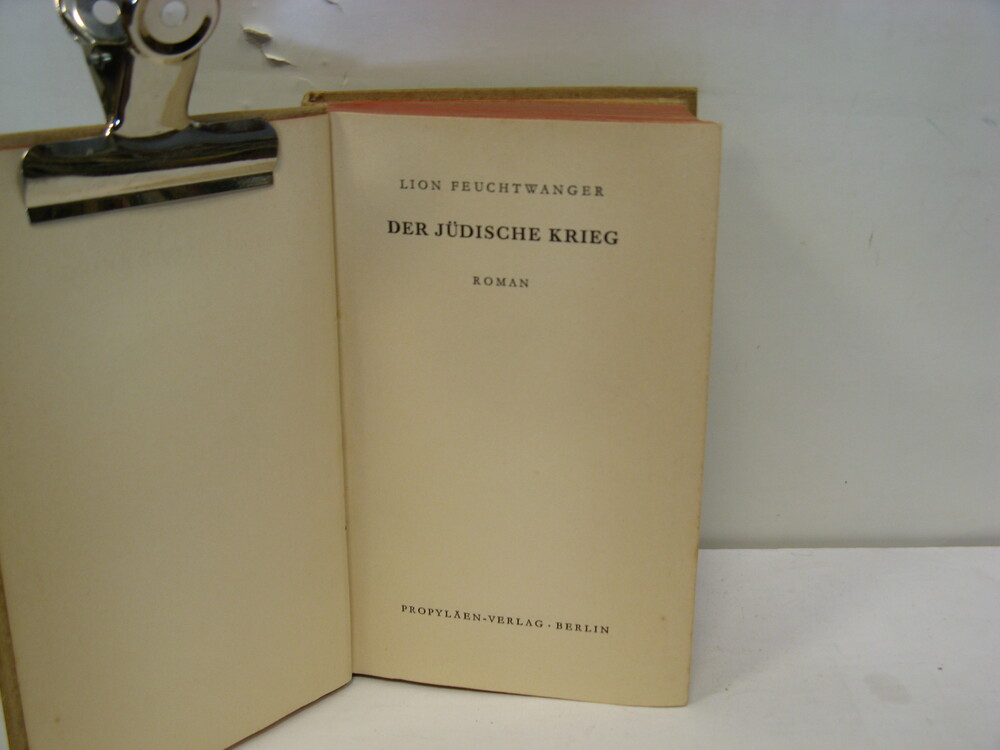 LION FEUCHTWANGER
DER JÜDISCHE KRIEG
ROMAN
PROPYLÄEN-VERLAG · BERLIN